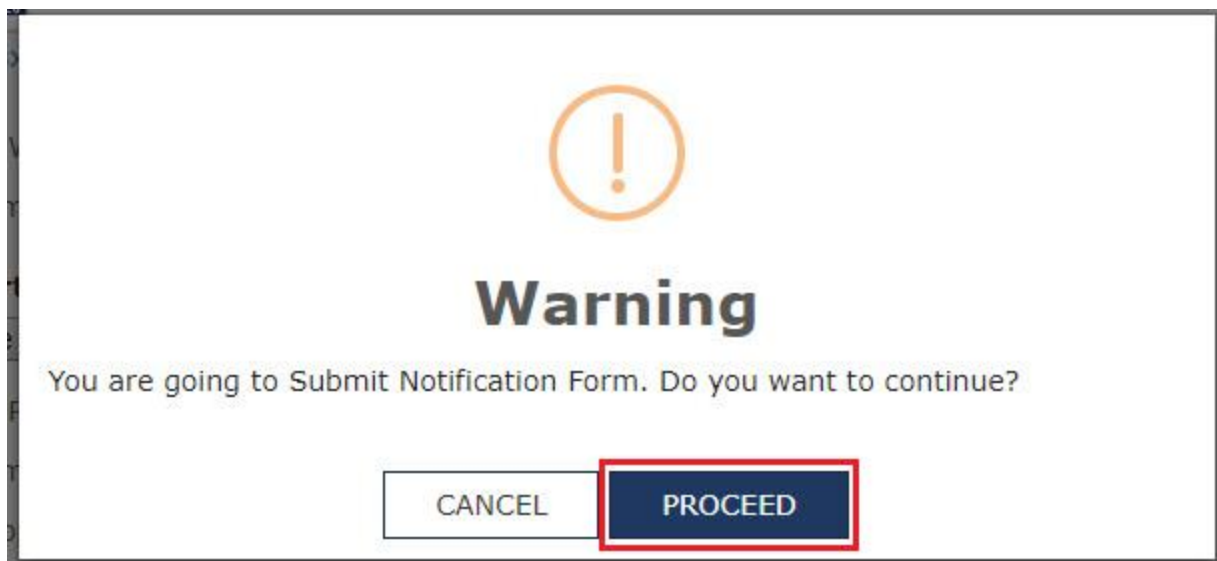 Warning
You are going to Submit Notification Form. Do you want to continue?
CANCEL PROCEED